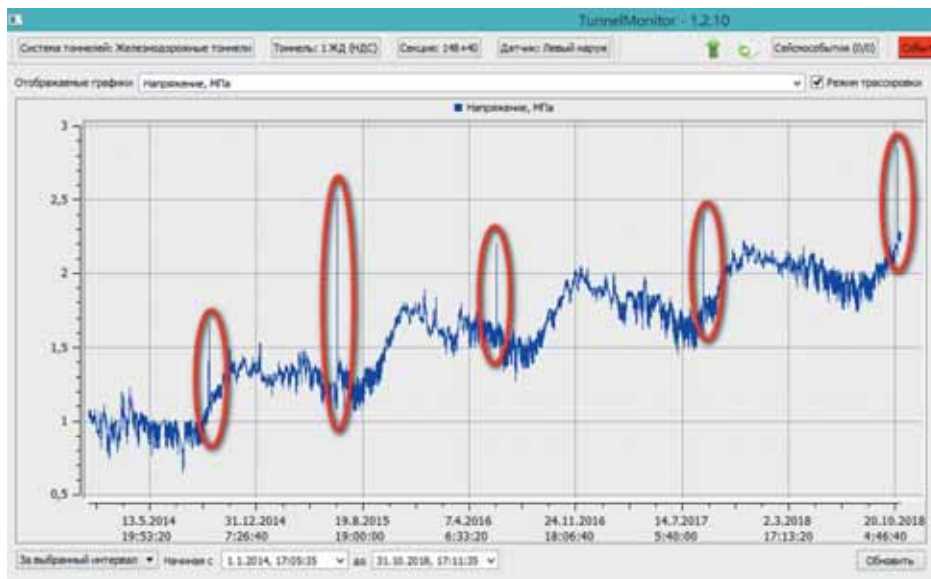 TunnelMonitor - 1.2.10
Система тоннелей: Железнодорожные тоннели
Тоннель: 1 ЖД (НДС)
Секция: 148+40
Датчик: Левый наруж
Сейсмособытия (0/0)
Отображаемые графики
Напряжение, МПа
Режим трассировки
Напряжение, МПа
3
2,5
2
1,5
1
0,5
13.5.2014 31.12.2014 19.8.2015 7.4.2016 24.11.2016 14.7.2017 2.3.2018 20.10.2018
19:53:20 7:26:40 19:00:00 6:33:20 18:06:40 5:40:00 17:13:20 4:46:40
За выбранный интервал Начиная с 1.1.2014, 17:05:35 до 31.10.2018, 17:11:35 Обновить